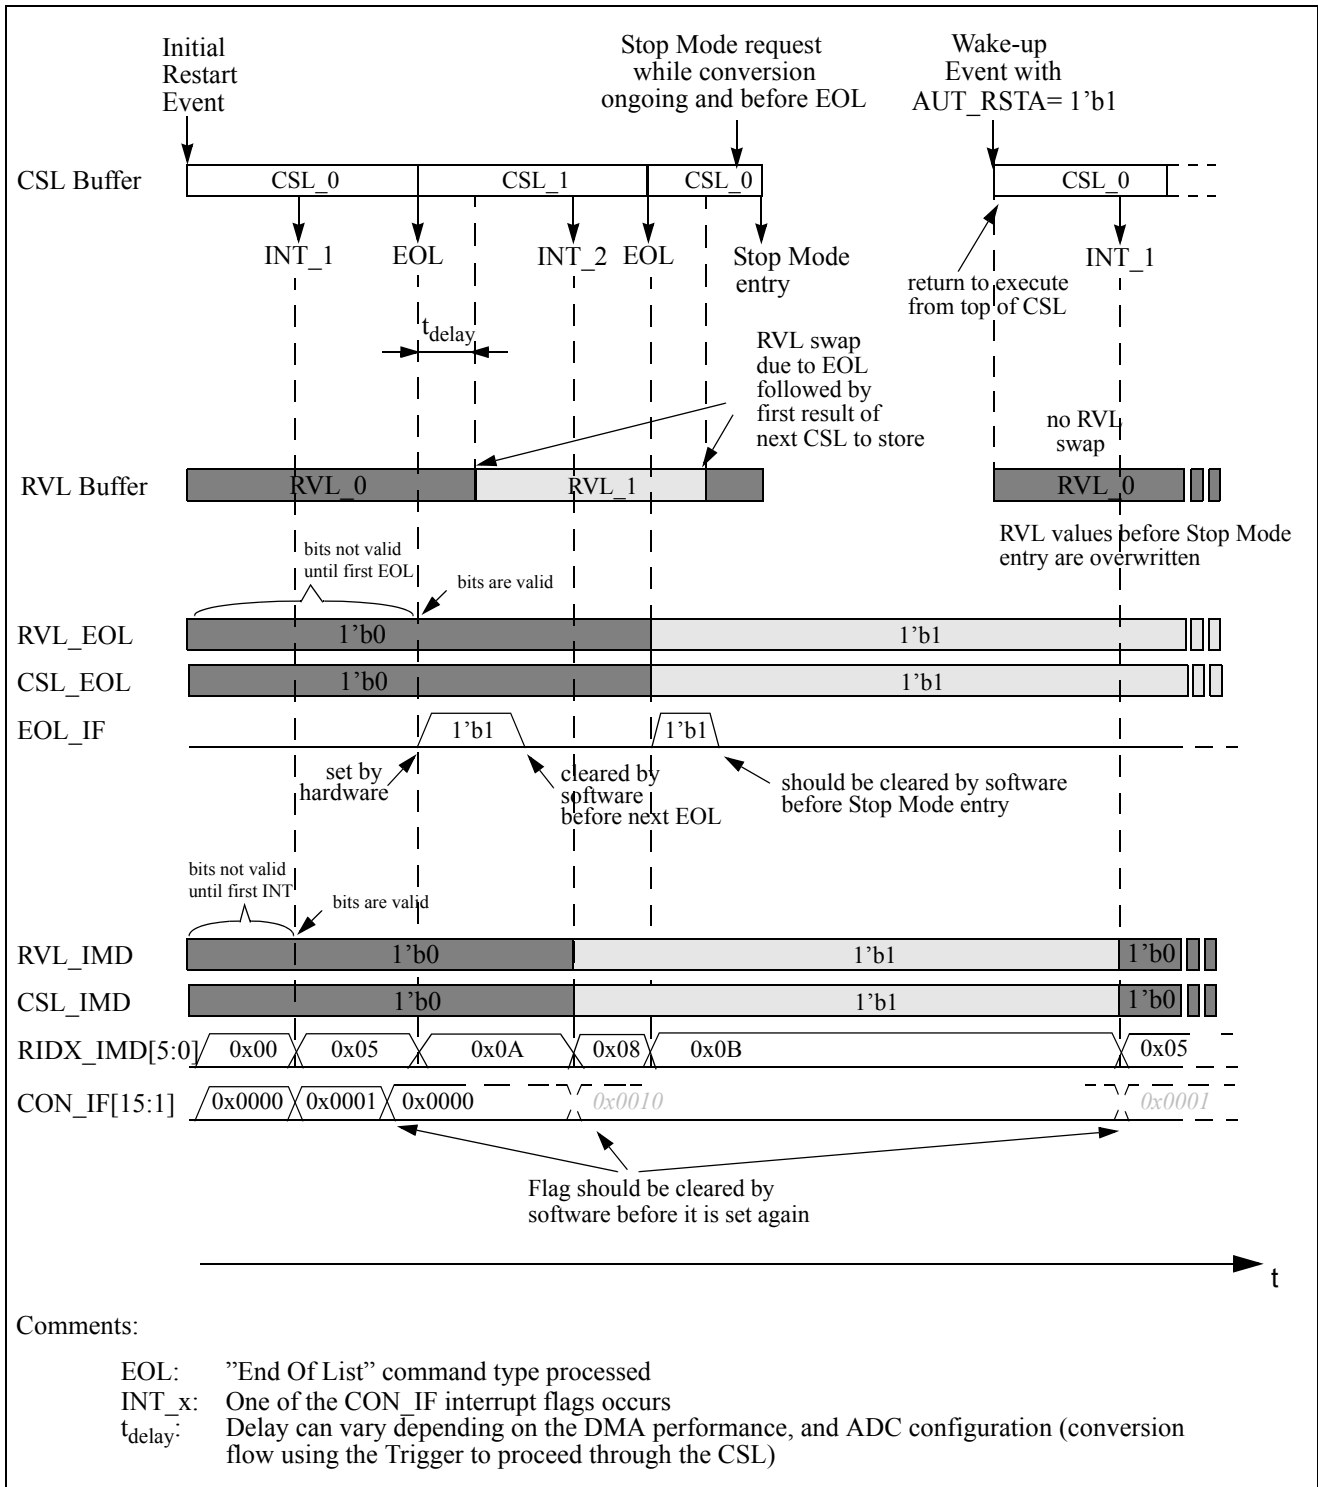 Initial
Restart
Event
Stop Mode request
while conversion
ongoing and before EOL
Wake-up
Event with
AUT_RSTA= 1’b1
CSL Buffer
CSL_0
CSL_1
CSL_0
CSL_0
INT_1
EOL
INT_2
EOL
Stop Mode
entry
INT_1
return to execute
from top of CSL
tdelay
RVL swap
due to EOL
followed by
first result of
next CSL to store
no RVL
swap
RVL Buffer
RVL_0
RVL_1
RVL_0
RVL values before Stop Mode
entry are overwritten
bits not valid
until first EOL
bits are valid
RVL_EOL
1’b0
1’b1
CSL_EOL
1’b0
1’b1
EOL_IF
1’b1
1’b1
set by
hardware
cleared by
software
before next EOL
should be cleared by software
before Stop Mode entry
bits not valid
until first INT
bits are valid
RVL_IMD
1’b0
1’b1
1’b0
CSL_IMD
1’b0
1’b1
1’b0
RIDX_IMD[5:0]
0x00
0x05
0x0A
0x08
0x0B
0x05
CON_IF[15:1]
0x0000
0x0001
0x0000
0x0010
0x0001
Flag should be cleared by
software before it is set again
t
Comments:
EOL: ”End Of List” command type processed
INT_x: One of the CON_IF interrupt flags occurs
tdelay: Delay can vary depending on the DMA performance, and ADC configuration (conversion
flow using the Trigger to proceed through the CSL)